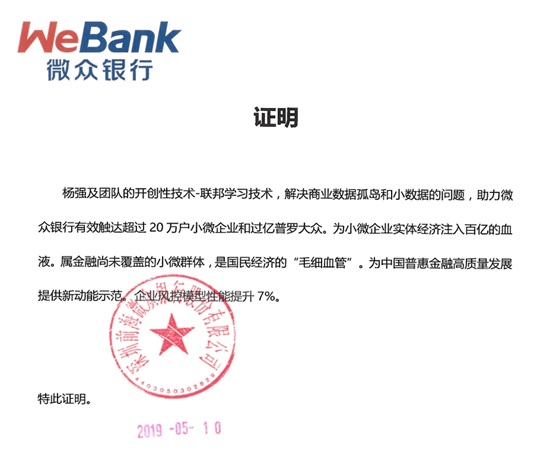 WeBank
微众银行
证明
杨强及团队的开创性技术-联邦学习技术，解决商业数据孤岛和小数据的问题，助力微
众银行有效触达超过 20 万户小微企业和过亿普罗大众。为小微企业实体经济注入百亿的血
液。属金融尚未覆盖的小微群体，是国民经济的“毛细血管”。为中国普惠金融高质量发展
提供新动能示范。企业风控模型性能提升 7%。
深圳前海微众银行股份有限公司
4403050302829
特此证明。
2019 -05- 10